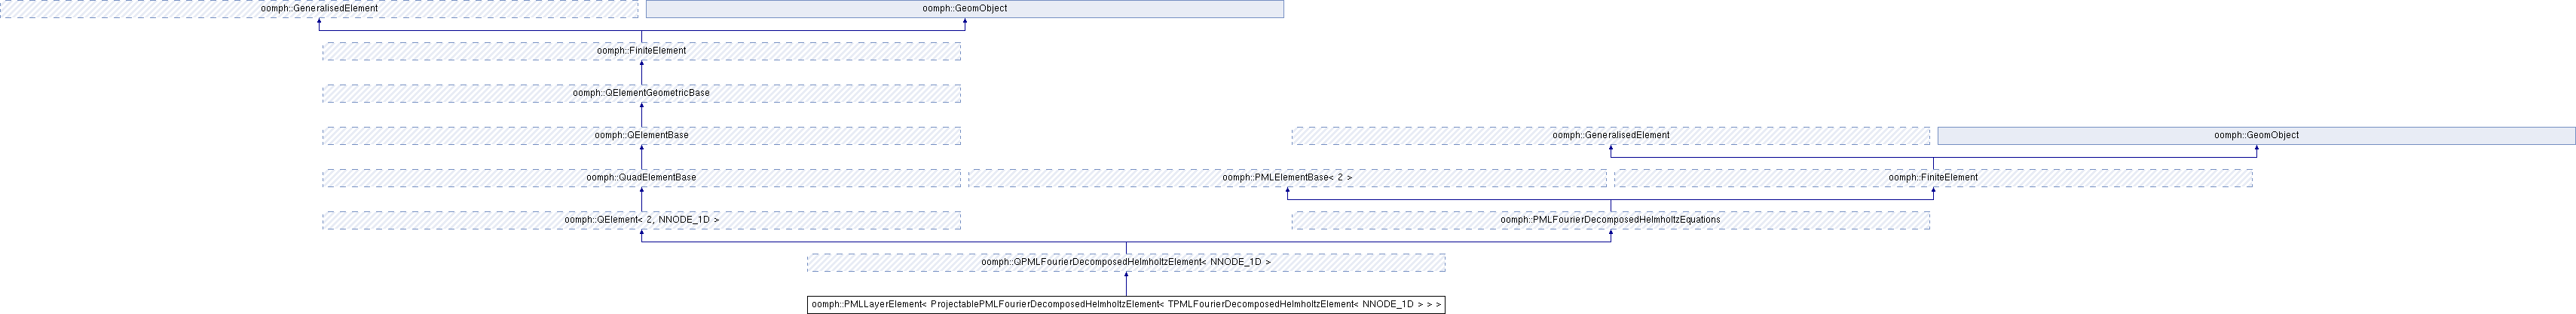 oomph::GeneralisedElement
oomph::GeomObject
oomph::FiniteElement
oomph::QElementGeometricBase
oomph::QElementBase
oomph::GeneralisedElement
oomph::GeomObject
oomph::QuadElementBase
oomph::PMLElementBase< 2 >
oomph::FiniteElement
oomph::QElement< 2, NNODE_1D >
oomph::PMLFourierDecomposedHelmholtzEquations
oomph::QPMLFourierDecomposedHelmholtzElement< NNODE_1D >
oomph::PMLLayerElement< ProjectablePMLFourierDecomposedHelmholtzElement< TPMLFourierDecomposedHelmholtzElement< NNODE_1D > > >